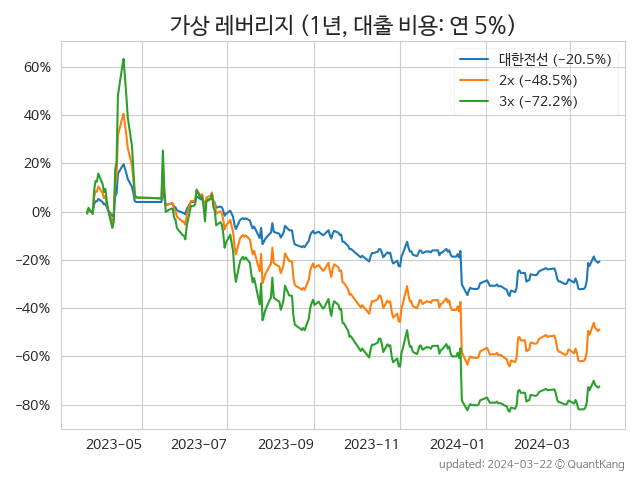 가상 레버리지 (1년, 대출 비용: 연 5%)
대한전선 (−20.5%)
2x (−48.5%)
3x (−72.2%)
60%
40%
20%
0%
−20%
−40%
−60%
−80%
2023-05
2023-07
2023-09
2023-11
2024-01
2024-03
updated: 2024-03-22 © QuantKang